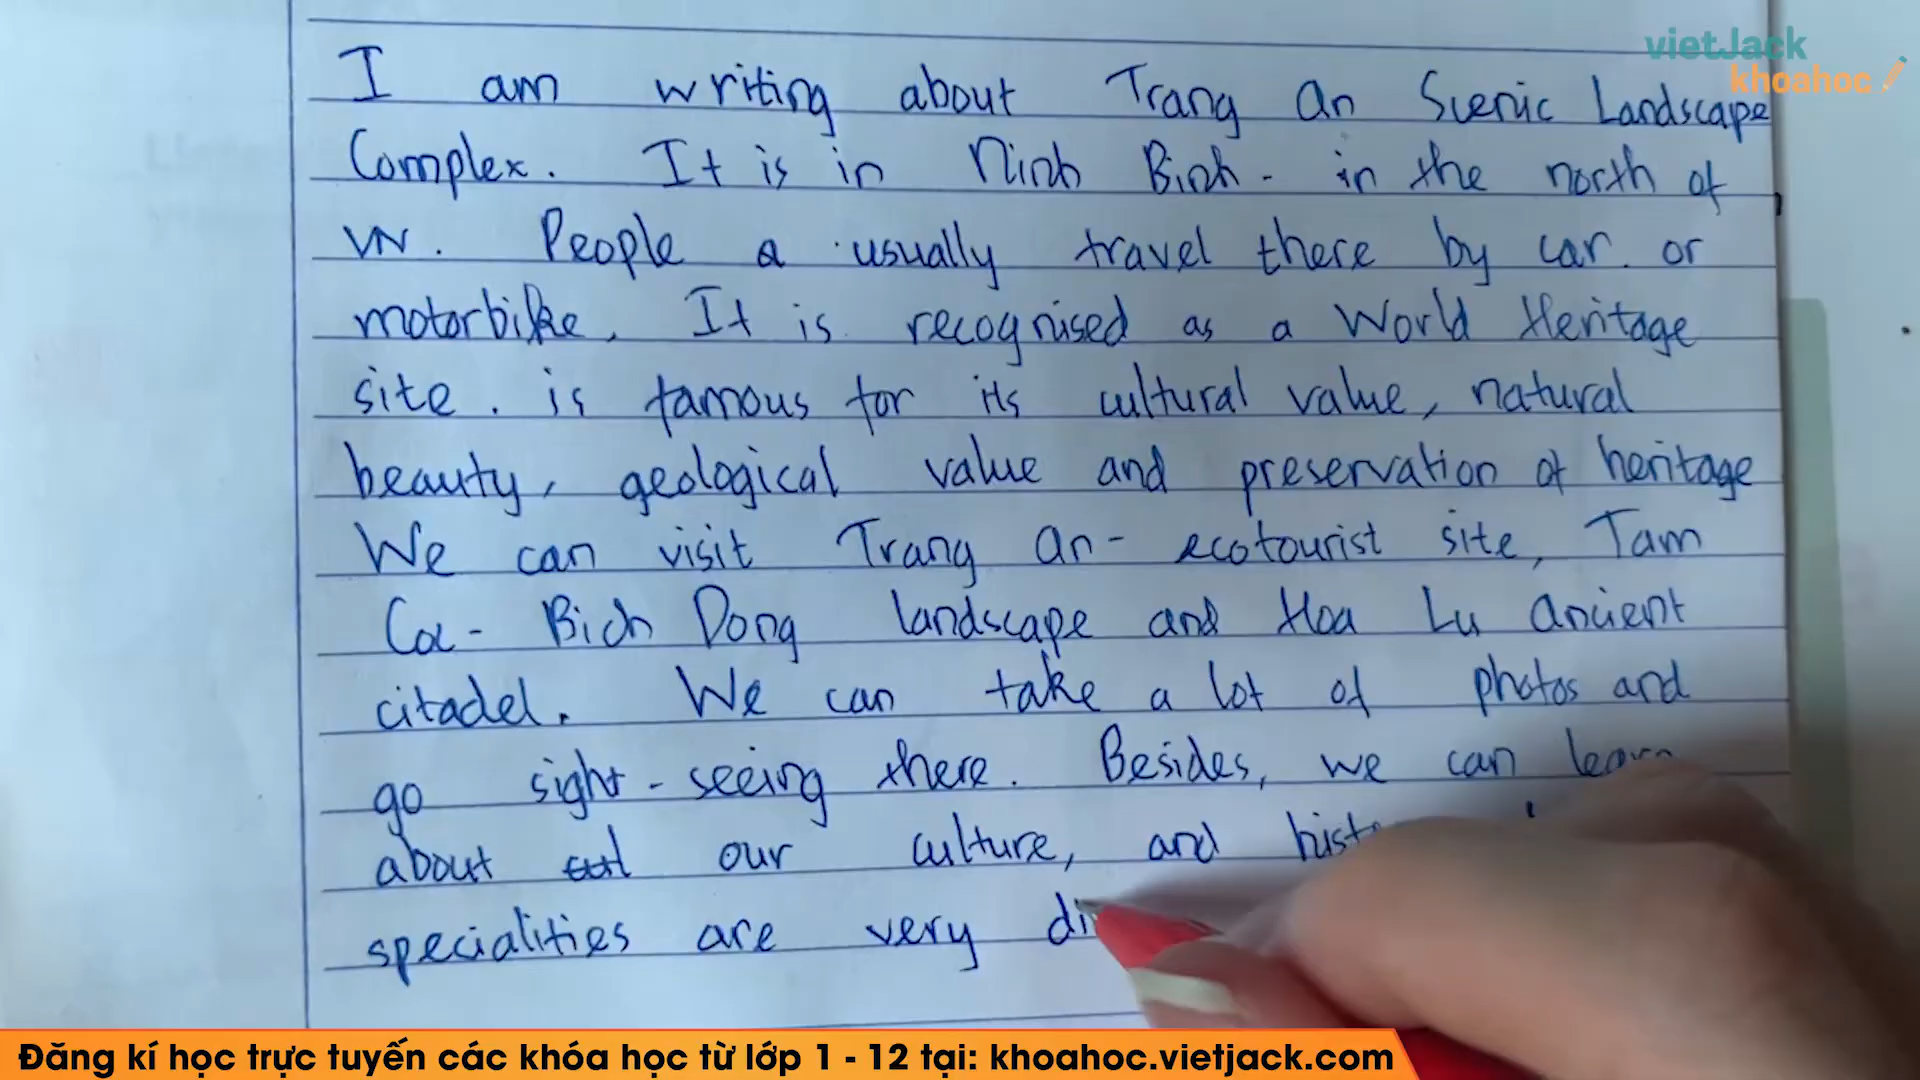 vietJack
khoahoc
I am writing about Trang An Scenic Landscape
Complex. It is in Ninh Binh - in the north of
VN. People a usually travel there by car or
motorbike. It is recognised as a World Heritage
site. is famous for its cultural value, natural
beauty, geological value and preservation of heritage
We can visit Trang An - ecotourist site, Tam
Coc - Bich Dong landscape and Hoa Lu Ancient
citadel. We can take a lot of photos and
go sight-seeing there. Besides, we can learn
about our culture, and
specialities are very
Đăng kí học trực tuyến các khóa học từ lớp 1 - 12 tại: khoahoc.vietjack.com